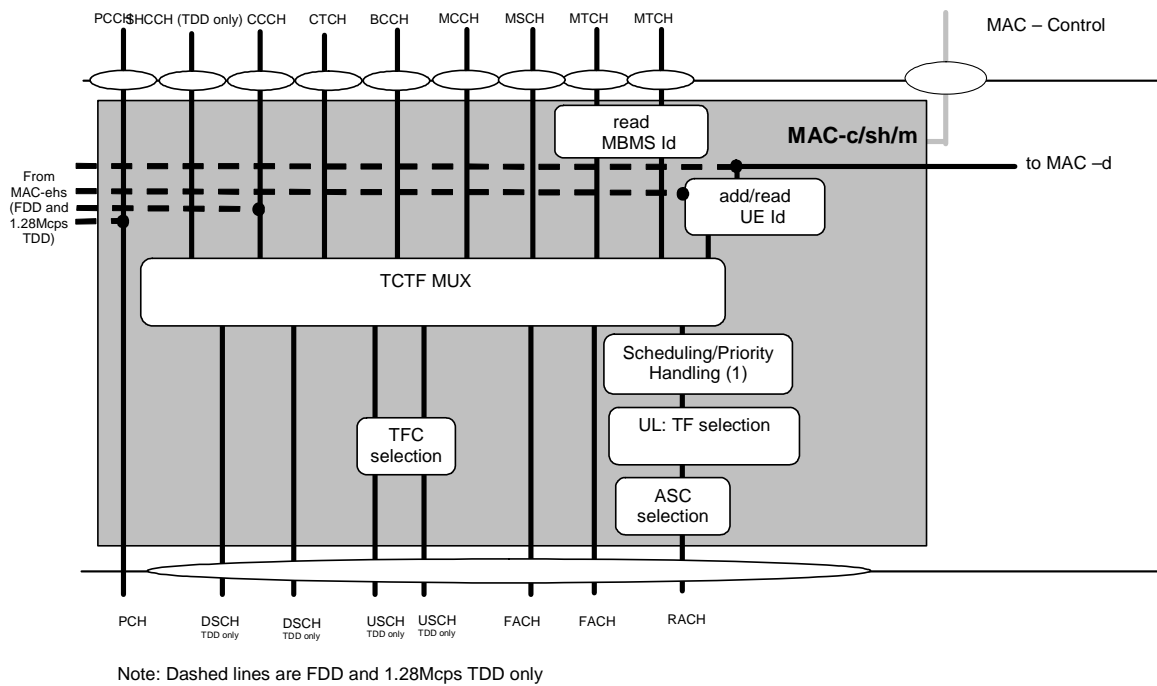 PCCH SHCCH (TDD only) CCCH CTCH BCCH MCCH MSCH MTCH MTCH
MAC – Control
read
MBMS Id
MAC-c/sh/m
From
MAC-ehs
(FDD and
1.28Mcps
TDD)
to MAC –d
add/read
UE Id
TCTF MUX
Scheduling/Priority
Handling (1)
UL: TF selection
TFC
selection
ASC
selection
PCH DSCH DSCH USCH USCH FACH FACH RACH
TDD only TDD only TDD only TDD only
Note: Dashed lines are FDD and 1.28Mcps TDD only